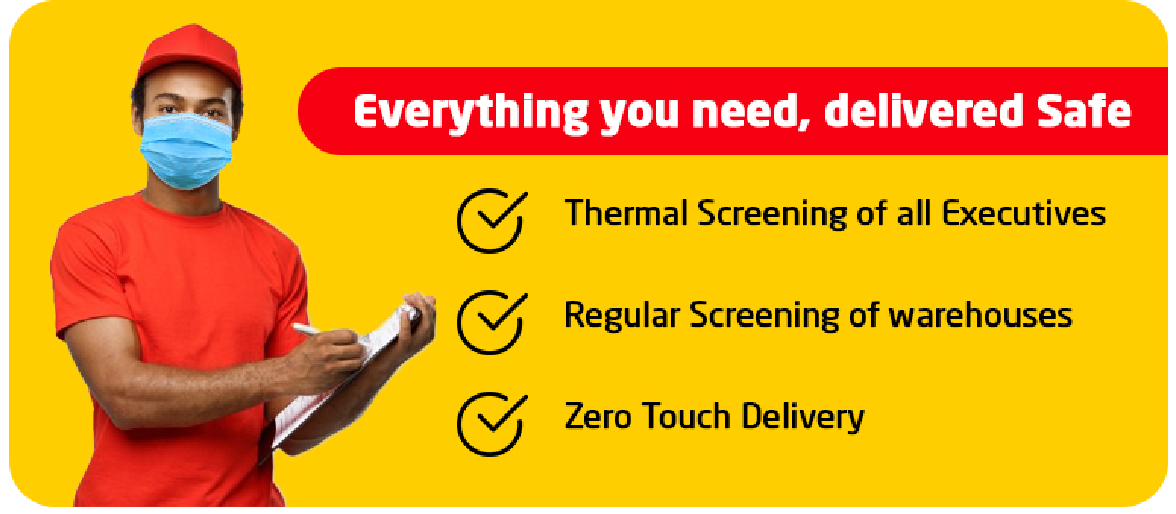 Everything you need, delivered Safe
Thermal Screening of all Executives
Regular Screening of warehouses
Zero Touch Delivery